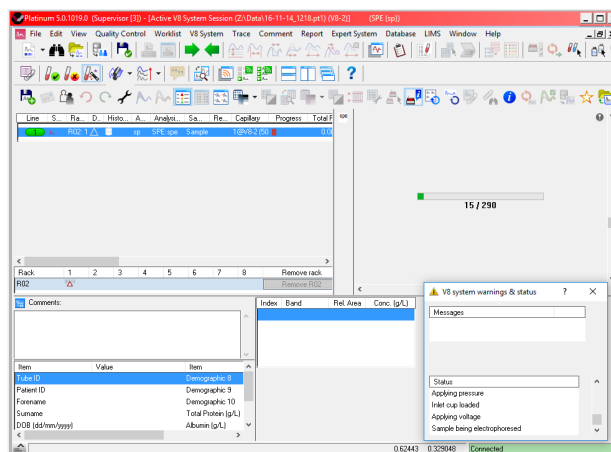 Platinum 5.0.1019.0 (Supervisor [3]) - [Active V8 System Session (Z:\Data\16-11-14_1218.pt1) (V8-2)] (SPE (sp))
File Edit View Quality Control Worklist V8 System Trace Comment Report Expert System Database LIMS Window Help
Line S... Ra... D.. Histo... A... Analysi... Sa... Re... Capillary Progress Total P
1 R02: 1 sp SPE: spe Sample 1@V8-2 (50 0.00
spe
15 / 290
Rack 1 2 3 4 5 6 7 8 Remove rack
R02 Remove R02
Comments:
Index Band Rel. Area Conc. (g/L)
Item Value Item
Tube ID Demographic 8
Patient ID Demographic 9
Forename Demographic 10
Surname Total Protein (g/L)
DOB (dd/mm/yyyy) Albumin (g/L)
V8 system warnings & status ?
Messages
Status
Applying pressure
Inlet cup loaded
Applying voltage
Sample being electrophoresed
0.62443 0.329048 Connected